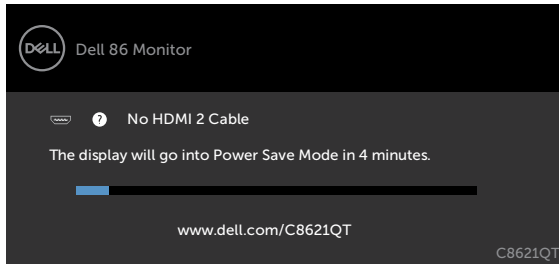 DELL
Dell 86 Monitor
? No HDMI 2 Cable
The display will go into Power Save Mode in 4 minutes.
www.dell.com/C8621QT
C8621QT